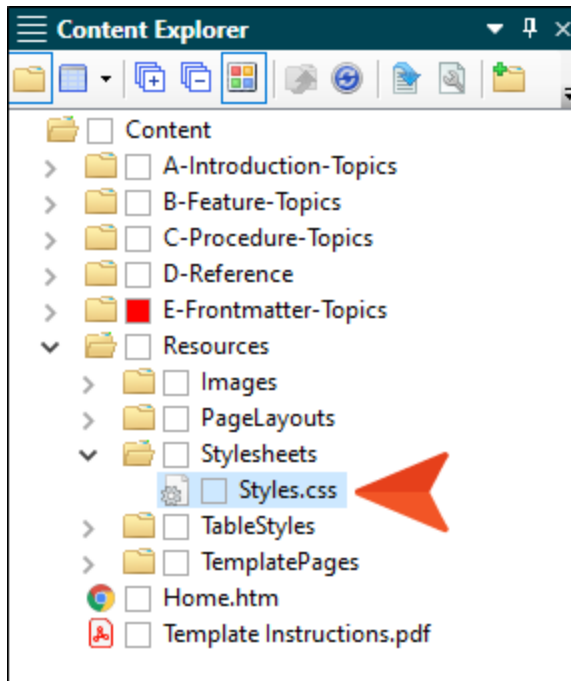 Content Explorer
Content
A-Introduction-Topics
B-Feature-Topics
C-Procedure-Topics
D-Reference
E-Frontmatter-Topics
Resources
Images
PageLayouts
Stylesheets
Styles.css
TableStyles
TemplatePages
Home.htm
Template Instructions.pdf